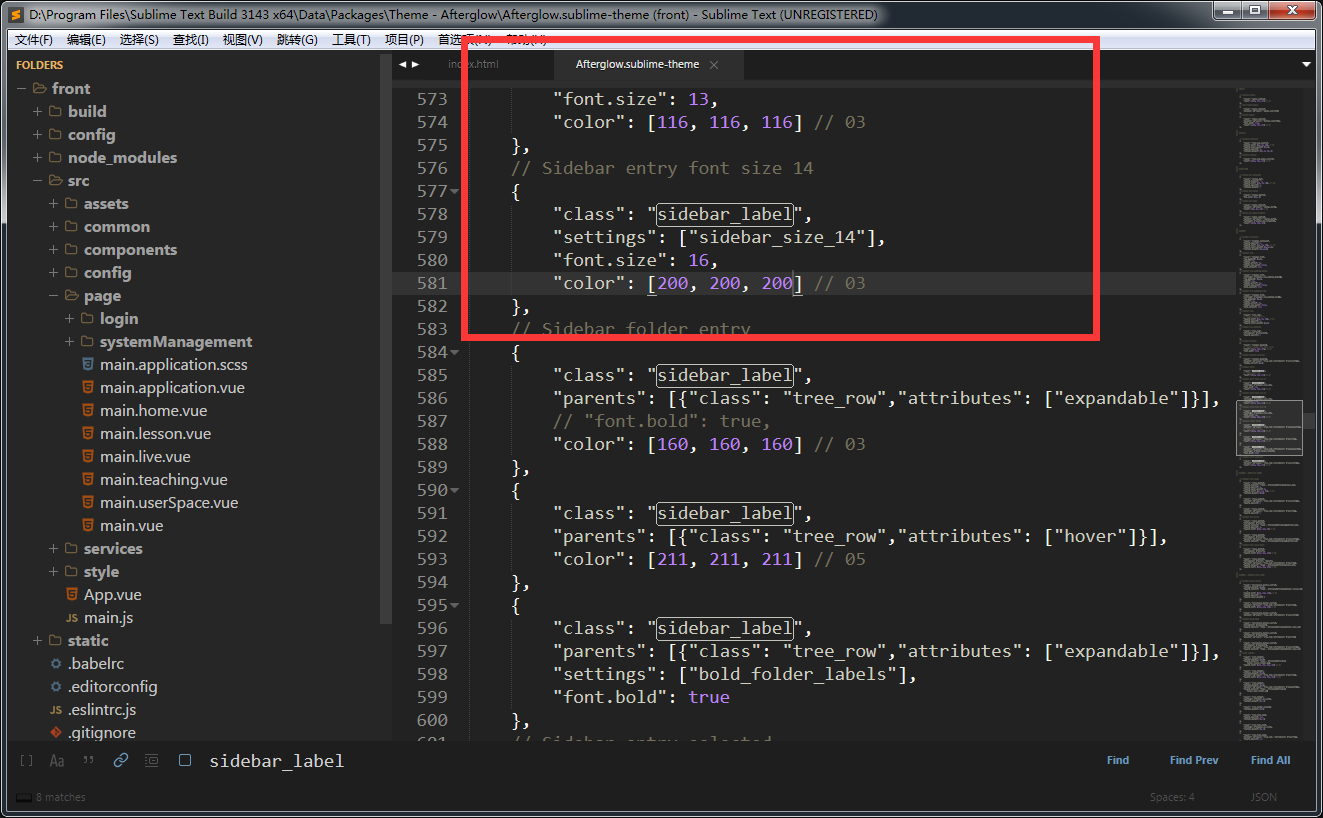 D:\Program Files\Sublime Text Build 3143 x64\Data\Packages\Theme - Afterglow\Afterglow.sublime-theme (front) - Sublime Text (UNREGISTERED)
文件(F) 编辑(E) 选择(S) 查找(I) 视图(V) 跳转(G) 工具(T) 项目(P) 首选项(N) 帮助(H)
FOLDERS
front
build
config
node_modules
src
assets
common
components
config
page
login
systemManagement
main.application.scss
main.application.vue
main.home.vue
main.lesson.vue
main.live.vue
main.teaching.vue
main.userSpace.vue
main.vue
services
style
App.vue
JS main.js
static
.babelrc
.editorconfig
JS .eslintrc.js
.gitignore
index.html Afterglow.sublime-theme
573 "font.size": 13,
574 "color": [116, 116, 116] // 03
575 },
576 // Sidebar entry font size 14
577 {
578 "class": "sidebar_label",
579 "settings": ["sidebar_size_14"],
580 "font.size": 16,
581 "color": [200, 200, 200] // 03
582 },
583 // Sidebar folder entry
584 {
585 "class": "sidebar_label",
586 "parents": [{"class": "tree_row","attributes": ["expandable"]}],
587 // "font.bold": true,
588 "color": [160, 160, 160] // 03
589 },
590 {
591 "class": "sidebar_label",
592 "parents": [{"class": "tree_row","attributes": ["hover"]}],
593 "color": [211, 211, 211] // 05
594 },
595 {
596 "class": "sidebar_label",
597 "parents": [{"class": "tree_row","attributes": ["expandable"]}],
598 "settings": ["bold_folder_labels"],
599 "font.bold": true
600 },
601 // Sidebar entry selected
[ ] Aa ” sidebar_label Find Find Prev Find All
8 matches Spaces: 4 JSON